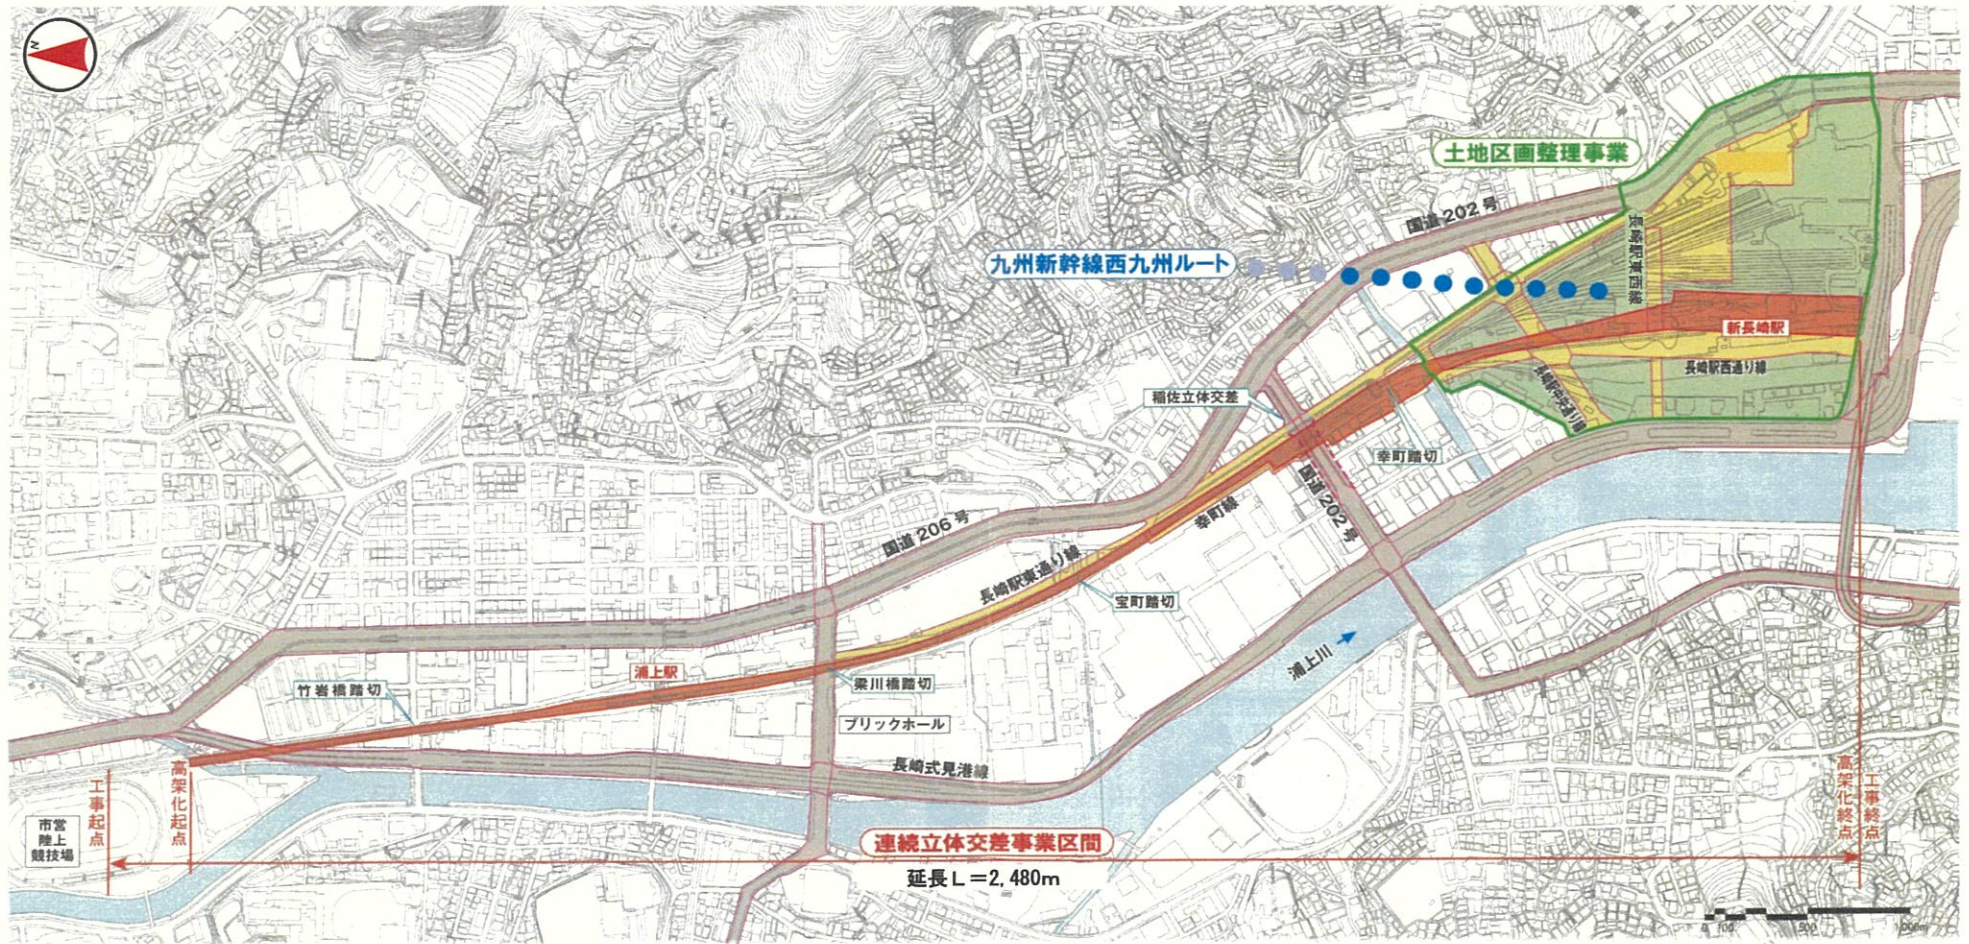 N
土地区画整理事業
国道202号
九州新幹線西九州ルート
長崎駅東西線
新長崎駅
長崎駅西通り線
稲佐立体交差
幸町踏切
国道202号
幸町線
国道206号
長崎駅東通り線
宝町踏切
浦上川
浦上駅
竹岩橋踏切
梁川橋踏切
ブリックホール
長崎式見港線
高架化起点
工事起点
市営
陸上
競技場
高架化終点
工事終点
連続立体交差事業区間
延長L=2,480m
0 100 500 1000m